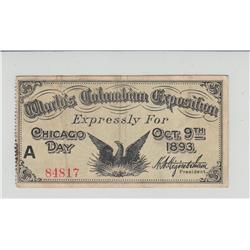 World's Columbian Exposition
Expressly For
Chicago Day Oct. 9TH 1893.
A
84817
President.